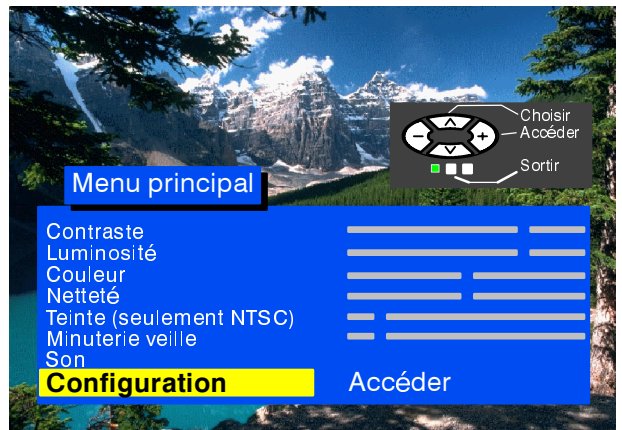 Choisir
Accéder
Sortir
Menu principal
Contraste
Luminosité
Couleur
Netteté
Teinte (seulement NTSC)
Minuterie veille
Son
Configuration Accéder